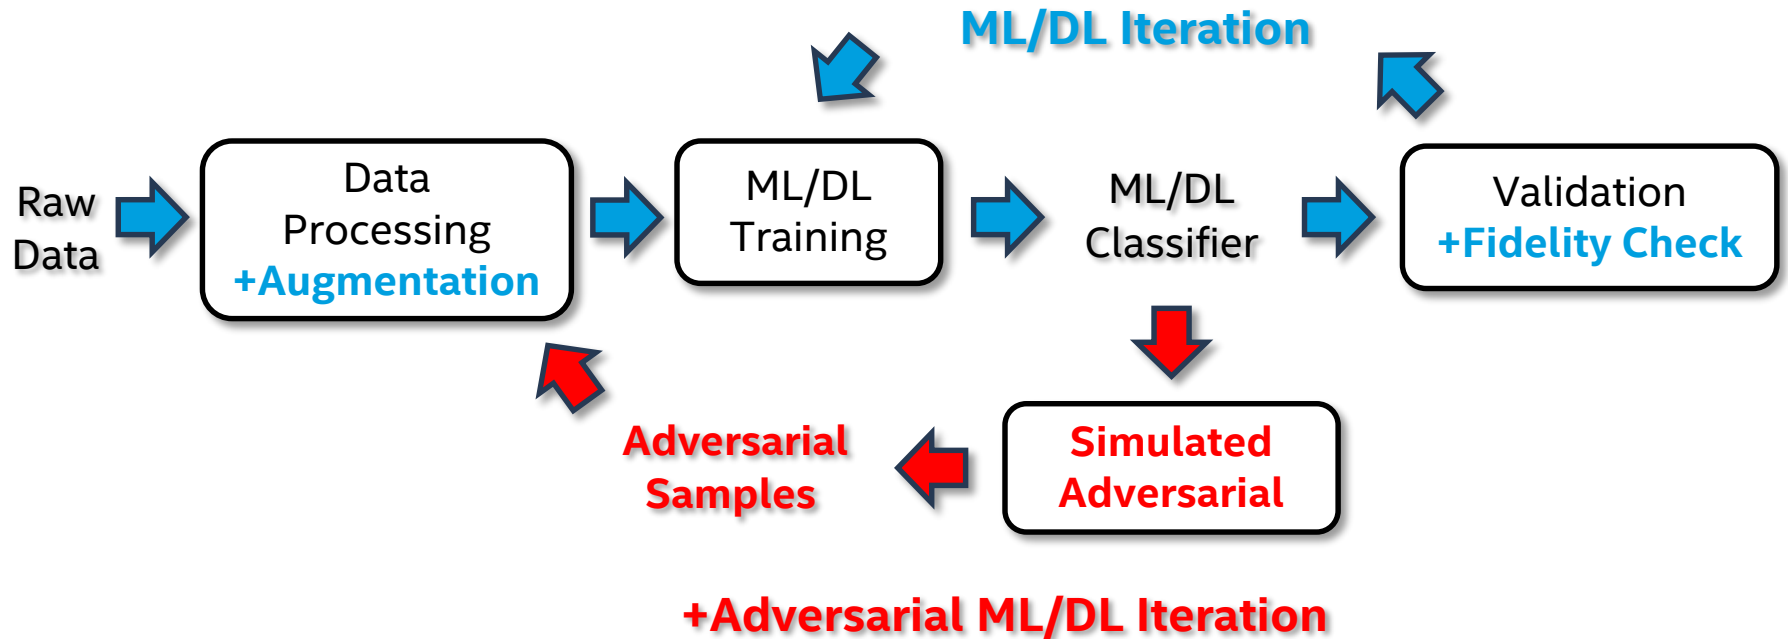 ML/DL Iteration
Raw
Data
Data
Processing
+Augmentation
ML/DL
Training
ML/DL
Classifier
Validation
+Fidelity Check
Adversarial
Samples
Simulated
Adversarial
+Adversarial ML/DL Iteration